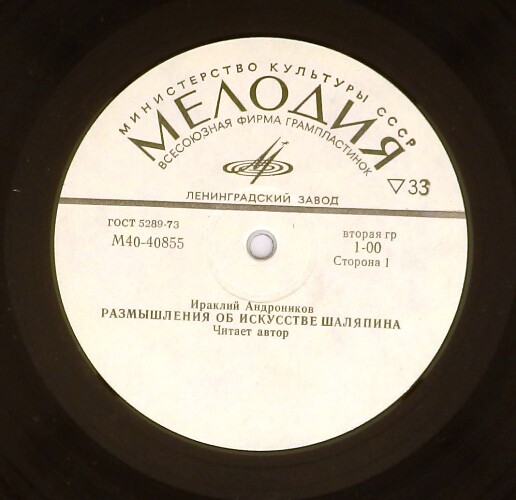 МИНИСТЕРСТВО КУЛЬТУРЫ СССР
МЕЛОДИЯ
ВСЕСОЮЗНАЯ ФИРМА ГРАМПЛАСТИНОК
ЛЕНИНГРАДСКИЙ ЗАВОД
▽33
ГОСТ 5289-73
М40-40855
вторая гр
1-00
Сторона 1
Ираклий Андроников
РАЗМЫШЛЕНИЯ ОБ ИСКУССТВЕ ШАЛЯПИНА
Читает автор